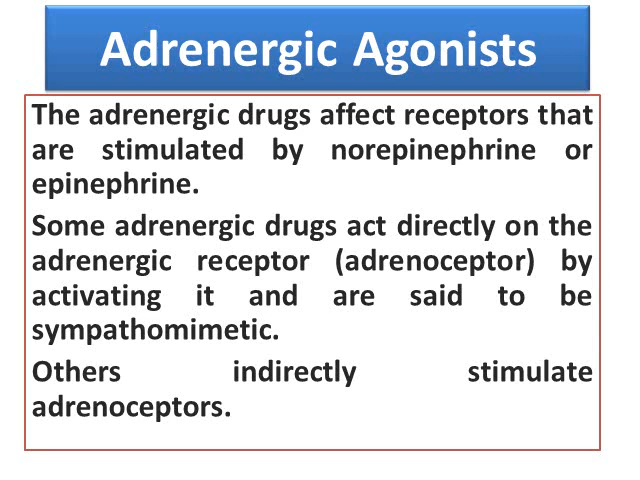 Adrenergic Agonists
The adrenergic drugs affect receptors that
are stimulated by norepinephrine or
epinephrine.
Some adrenergic drugs act directly on the
adrenergic receptor (adrenoceptor) by
activating it and are said to be
sympathomimetic.
Others indirectly stimulate
adrenoceptors.